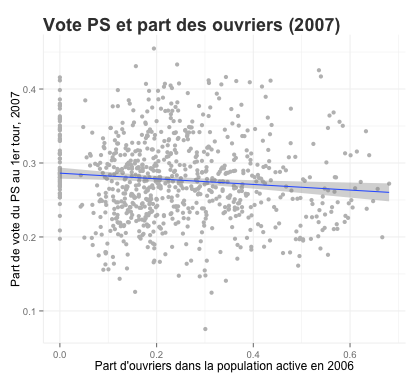 Vote PS et part des ouvriers (2007)
Part de vote du PS au 1er tour, 2007
0.4
0.3
0.2
0.1
0.0
0.2
0.4
0.6
Part d'ouvriers dans la population active en 2006